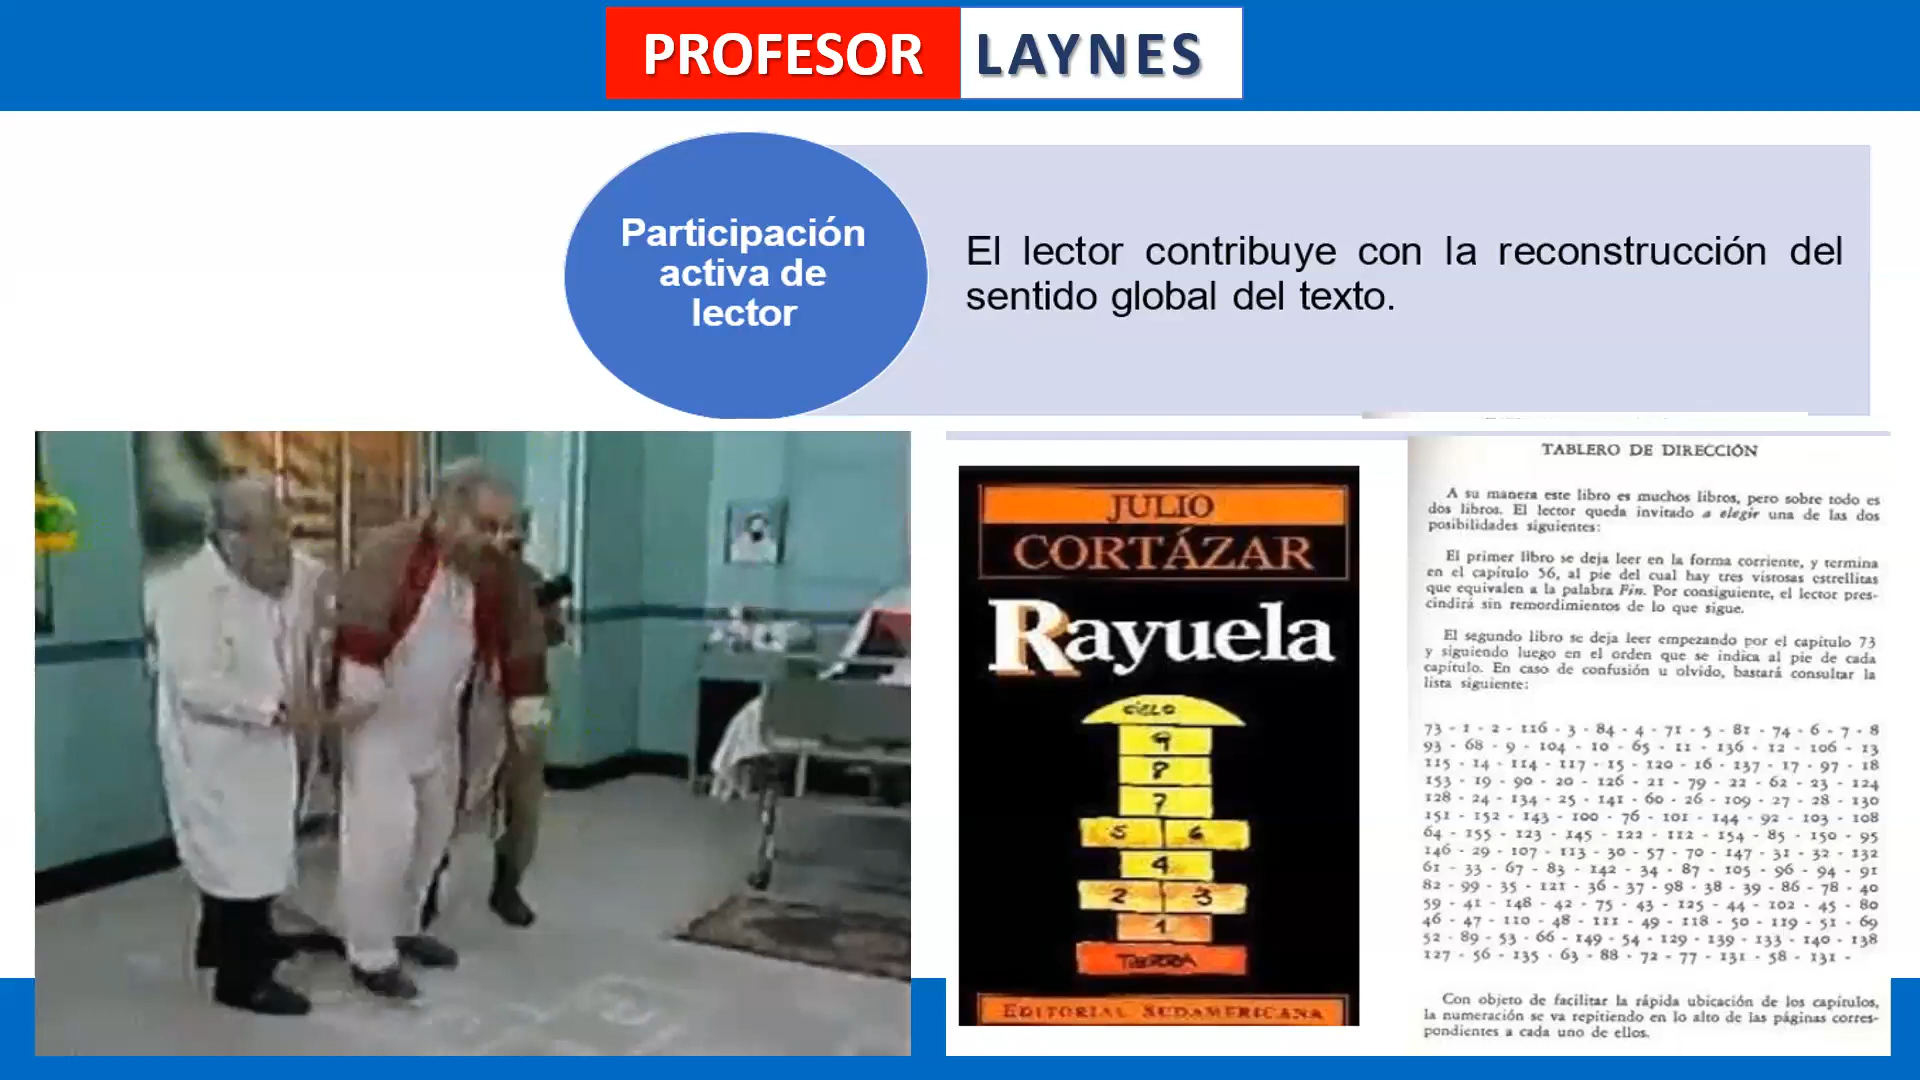 PROFESOR LAYNES
Participación
activa de
lector
El lector contribuye con la reconstrucción del
sentido global del texto.
JULIO
CORTÁZAR
Rayuela
CIELO
9
8
7
5 6
4
2 3
1
TIERRA
EDITORIAL SUDAMERICANA
TABLERO DE DIRECCIÓN
A su manera este libro es muchos libros, pero sobre todo es
dos libros. El lector queda invitado a elegir una de las dos
posibilidades siguientes:
El primer libro se deja leer en la forma corriente, y termina
en el capítulo 56, al pie del cual hay tres vistosas estrellitas
que equivalen a la palabra Fin. Por consiguiente, el lector pres-
cindirá sin remordimientos de lo que sigue.
El segundo libro se deja leer empezando por el capítulo 73
y siguiendo luego en el orden que se indica al pie de cada
capítulo. En caso de confusión u olvido, bastará consultar la
lista siguiente:
73 - 1 - 2 - 116 - 3 - 84 - 4 - 71 - 5 - 81 - 74 - 6 - 7 - 8
93 - 68 - 9 - 104 - 10 - 65 - 11 - 136 - 12 - 106 - 13
115 - 14 - 114 - 117 - 15 - 120 - 16 - 137 - 17 - 97 - 18
153 - 19 - 90 - 20 - 126 - 21 - 79 - 22 - 62 - 23 - 124
128 - 24 - 134 - 25 - 141 - 60 - 26 - 109 - 27 - 28 - 130
151 - 152 - 143 - 100 - 76 - 101 - 144 - 92 - 103 - 108
64 - 155 - 123 - 145 - 122 - 112 - 154 - 85 - 150 - 95
146 - 29 - 107 - 113 - 30 - 57 - 70 - 147 - 31 - 32 - 132
61 - 33 - 67 - 83 - 142 - 34 - 87 - 105 - 96 - 94 - 91
82 - 99 - 35 - 121 - 36 - 37 - 98 - 38 - 39 - 86 - 78 - 40
59 - 41 - 148 - 42 - 75 - 43 - 125 - 44 - 102 - 45 - 80
46 - 47 - 110 - 48 - 111 - 49 - 118 - 50 - 119 - 51 - 69
52 - 89 - 53 - 66 - 149 - 54 - 129 - 139 - 133 - 140 - 138
127 - 56 - 135 - 63 - 88 - 72 - 77 - 131 - 58 - 131 -
Con objeto de facilitar la rápida ubicación de los capítulos,
la numeración se va repitiendo en lo alto de las páginas corres-
pondientes a cada uno de ellos.